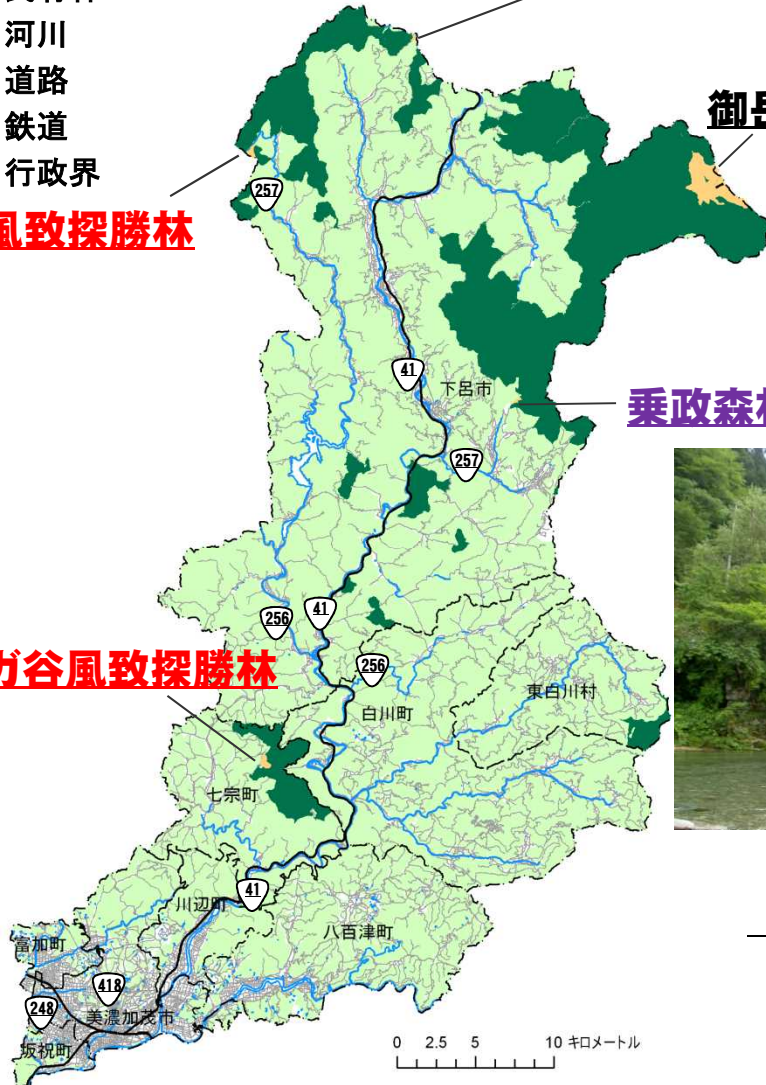 河川
道路
鉄道
行政界
御
257
風致探勝林
41
下呂市
乗政森
257
41
256
256
ガ谷風致探勝林
白川町
東白川村
七宗町
41
川辺町
八百津町
富加町
418
248
美濃加茂市
坂祝町
0 2.5 5 10 キロメートル